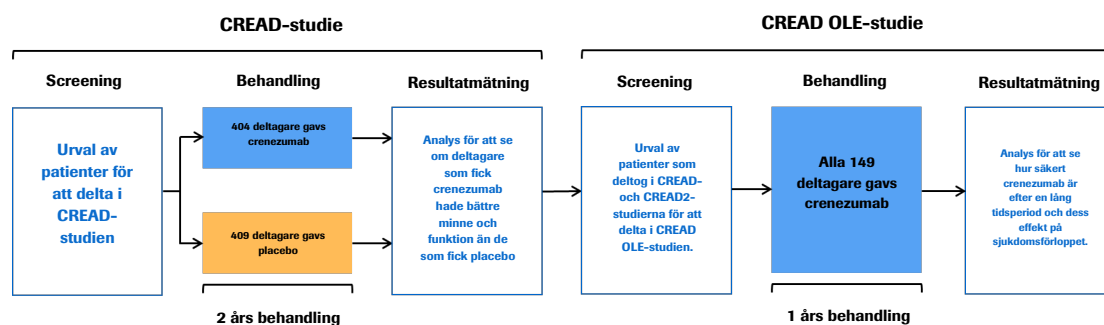 CREAD-studie
CREAD OLE-studie
Screening
Behandling
Resultatmätning
Screening
Behandling
Resultatmätning
Urval av
patienter för
att delta i
CREAD-
studien
404 deltagare gavs
crenezumab
409 deltagare gavs
placebo
Analys för att se
om deltagare
som fick
crenezumab
hade bättre
minne och
funktion än de
som fick placebo
Urval av
patienter som
deltog i CREAD-
och CREAD2-
studierna för att
delta i CREAD
OLE-studien.
Alla 149
deltagare gavs
crenezumab
Analys för att se
hur säkert
crenezumab är
efter en lång
tidsperiod och dess
effekt på
sjukdomsförloppet.
2 års behandling
1 års behandling